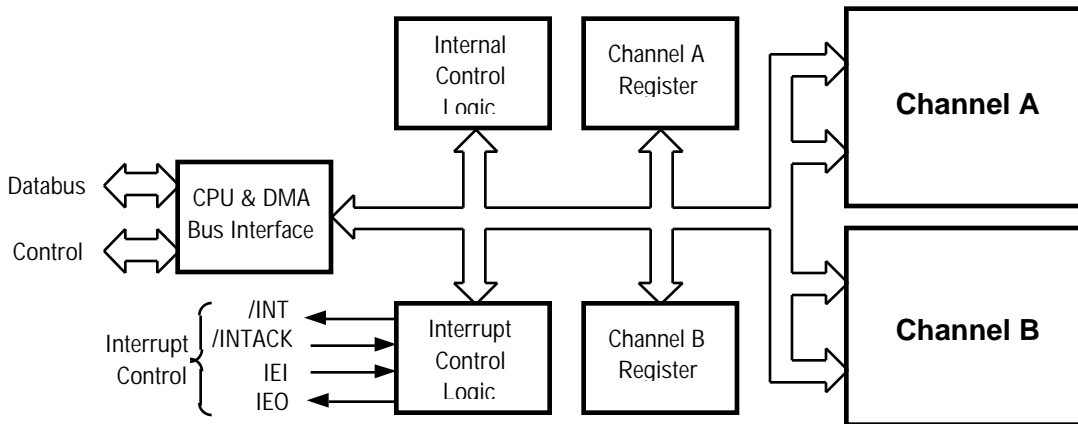 Internal
Control
Logic
Channel A
Register
Channel A
Databus
Control
CPU & DMA
Bus Interface
Interrupt
Control
/INT
/INTACK
IEI
IEO
Interrupt
Control
Logic
Channel B
Register
Channel B